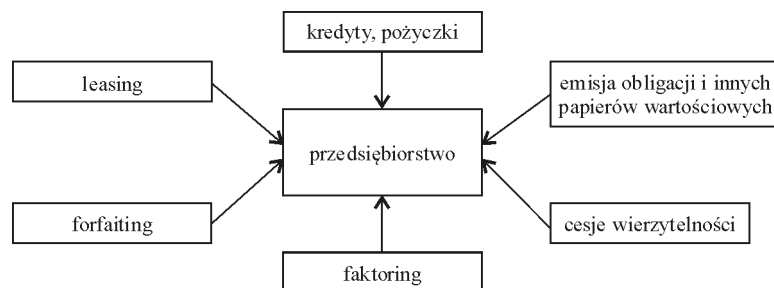 kredyty, pożyczki
leasing
emisja obligacji i innych
papierów wartościowych
przedsiębiorstwo
forfaiting
cesje wierzytelności
faktoring